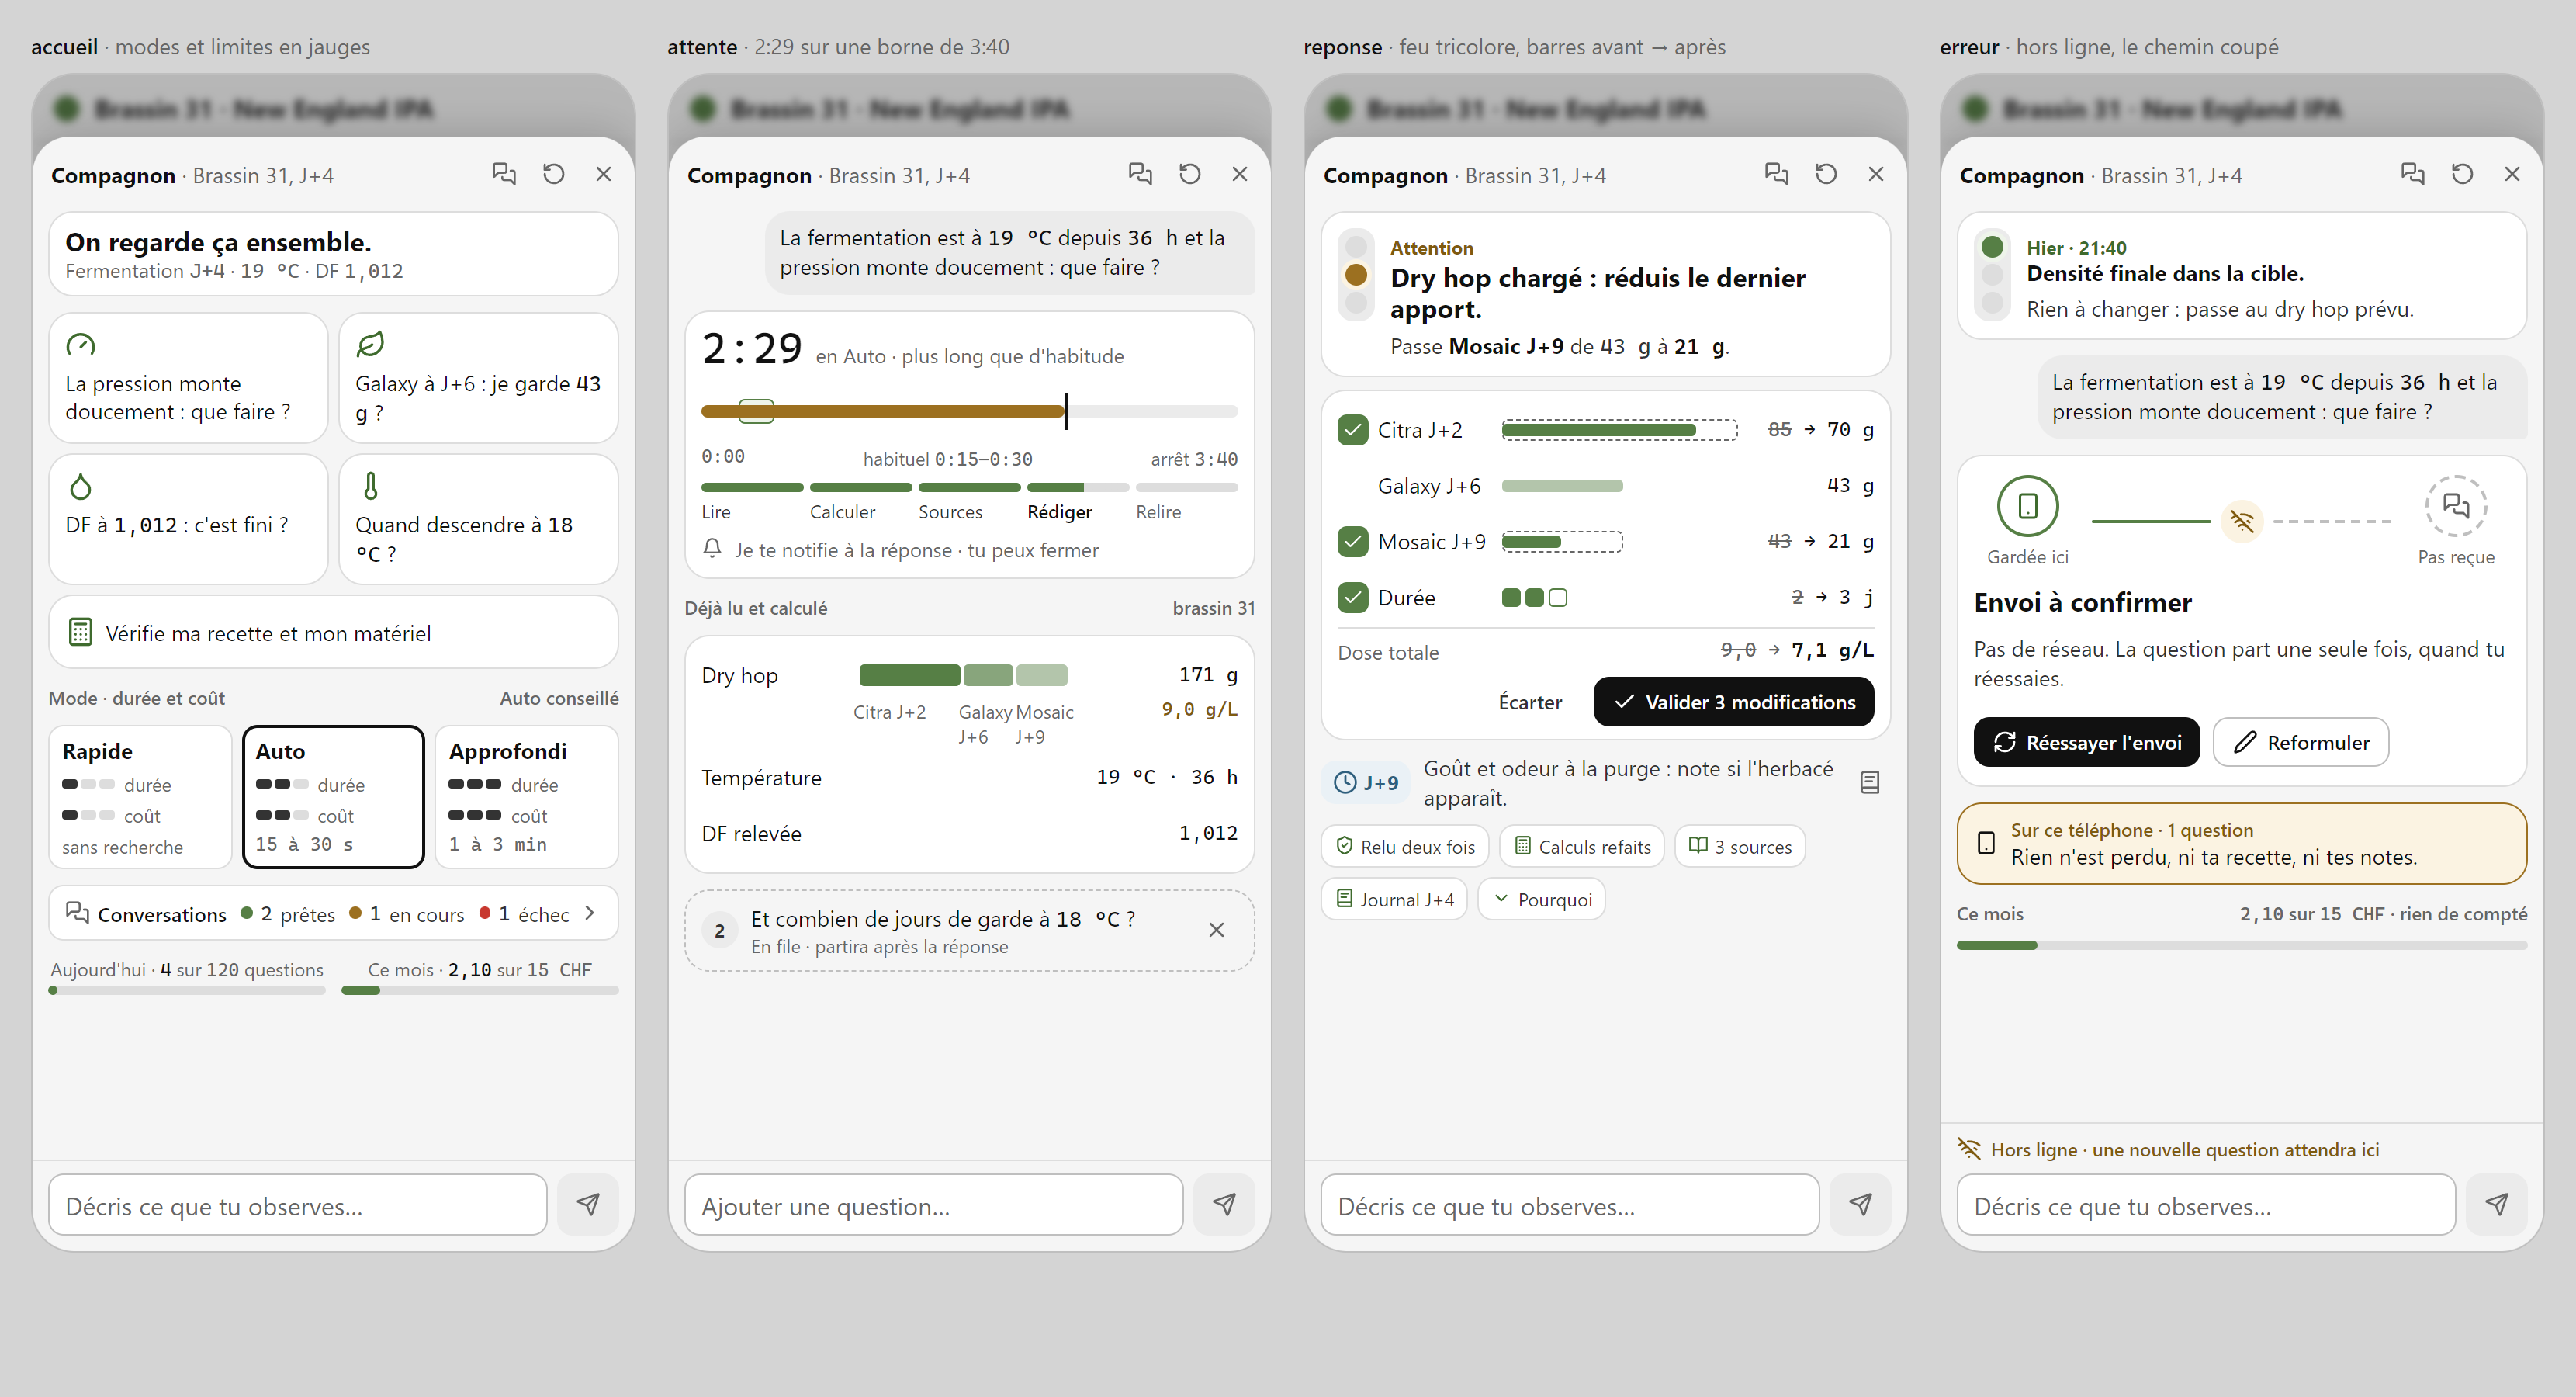 accueil · modes et limites en jauges
Brassin 31 · New England IPA
Compagnon · Brassin 31, J+4
On regarde ça ensemble.
Fermentation J+4 · 19 °C · DF 1,012
La pression monte
doucement : que faire ?
Galaxy à J+6 : je garde 43
g ?
DF à 1,012 : c'est fini ?
Quand descendre à 18
°C ?
Vérifie ma recette et mon matériel
Mode · durée et coût
Auto conseillé
Rapide
durée
coût
sans recherche
Auto
durée
coût
15 à 30 s
Approfondi
durée
coût
1 à 3 min
Conversations 2 prêtes 1 en cours 1 échec
Aujourd'hui · 4 sur 120 questions
Ce mois · 2,10 sur 15 CHF
Décris ce que tu observes...
attente · 2:29 sur une borne de 3:40
Brassin 31 · New England IPA
Compagnon · Brassin 31, J+4
La fermentation est à 19 °C depuis 36 h et la
pression monte doucement : que faire ?
2:29 en Auto · plus long que d'habitude
0:00 habituel 0:15–0:30 arrêt 3:40
Lire Calculer Sources Rédiger Relire
Je te notifie à la réponse · tu peux fermer
Déjà lu et calculé
brassin 31
Dry hop 171 g
9,0 g/L
Citra J+2
Galaxy
J+6
Mosaic
J+9
Température 19 °C · 36 h
DF relevée 1,012
2
Et combien de jours de garde à 18 °C ?
En file · partira après la réponse
Ajouter une question...
reponse · feu tricolore, barres avant → après
Brassin 31 · New England IPA
Compagnon · Brassin 31, J+4
Attention
Dry hop chargé : réduis le dernier
apport.
Passe Mosaic J+9 de 43 g à 21 g.
Citra J+2 85 → 70 g
Galaxy J+6 43 g
Mosaic J+9 43 → 21 g
Durée 2 → 3 j
Dose totale 9,0 → 7,1 g/L
Écarter
Valider 3 modifications
J+9
Goût et odeur à la purge : note si l'herbacé
apparaît.
Relu deux fois
Calculs refaits
3 sources
Journal J+4
Pourquoi
Décris ce que tu observes...
erreur · hors ligne, le chemin coupé
Brassin 31 · New England IPA
Compagnon · Brassin 31, J+4
Hier · 21:40
Densité finale dans la cible.
Rien à changer : passe au dry hop prévu.
La fermentation est à 19 °C depuis 36 h et la
pression monte doucement : que faire ?
Gardée ici
Pas reçue
Envoi à confirmer
Pas de réseau. La question part une seule fois, quand tu
réessaies.
Réessayer l'envoi
Reformuler
Sur ce téléphone · 1 question
Rien n'est perdu, ni ta recette, ni tes notes.
Ce mois
2,10 sur 15 CHF · rien de compté
Hors ligne · une nouvelle question attendra ici
Décris ce que tu observes...